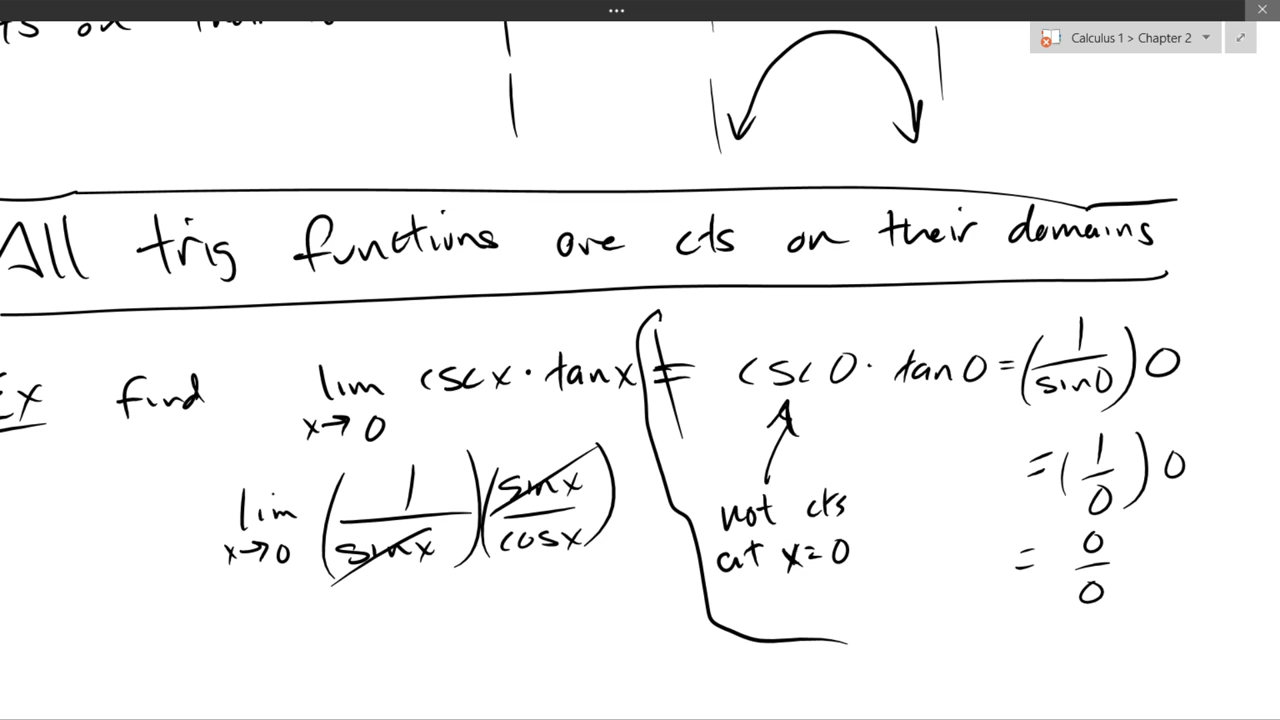 Calculus 1 > Chapter 2
on
All trig functions are cts on their domains
Ex find lim x→0 csc x · tan x = csc 0 · tan 0 = (1/sin 0) 0
= (1/0) 0
= 0/0
lim x→0 (1/sin x)(sin x/cos x)
not cts
at x=0